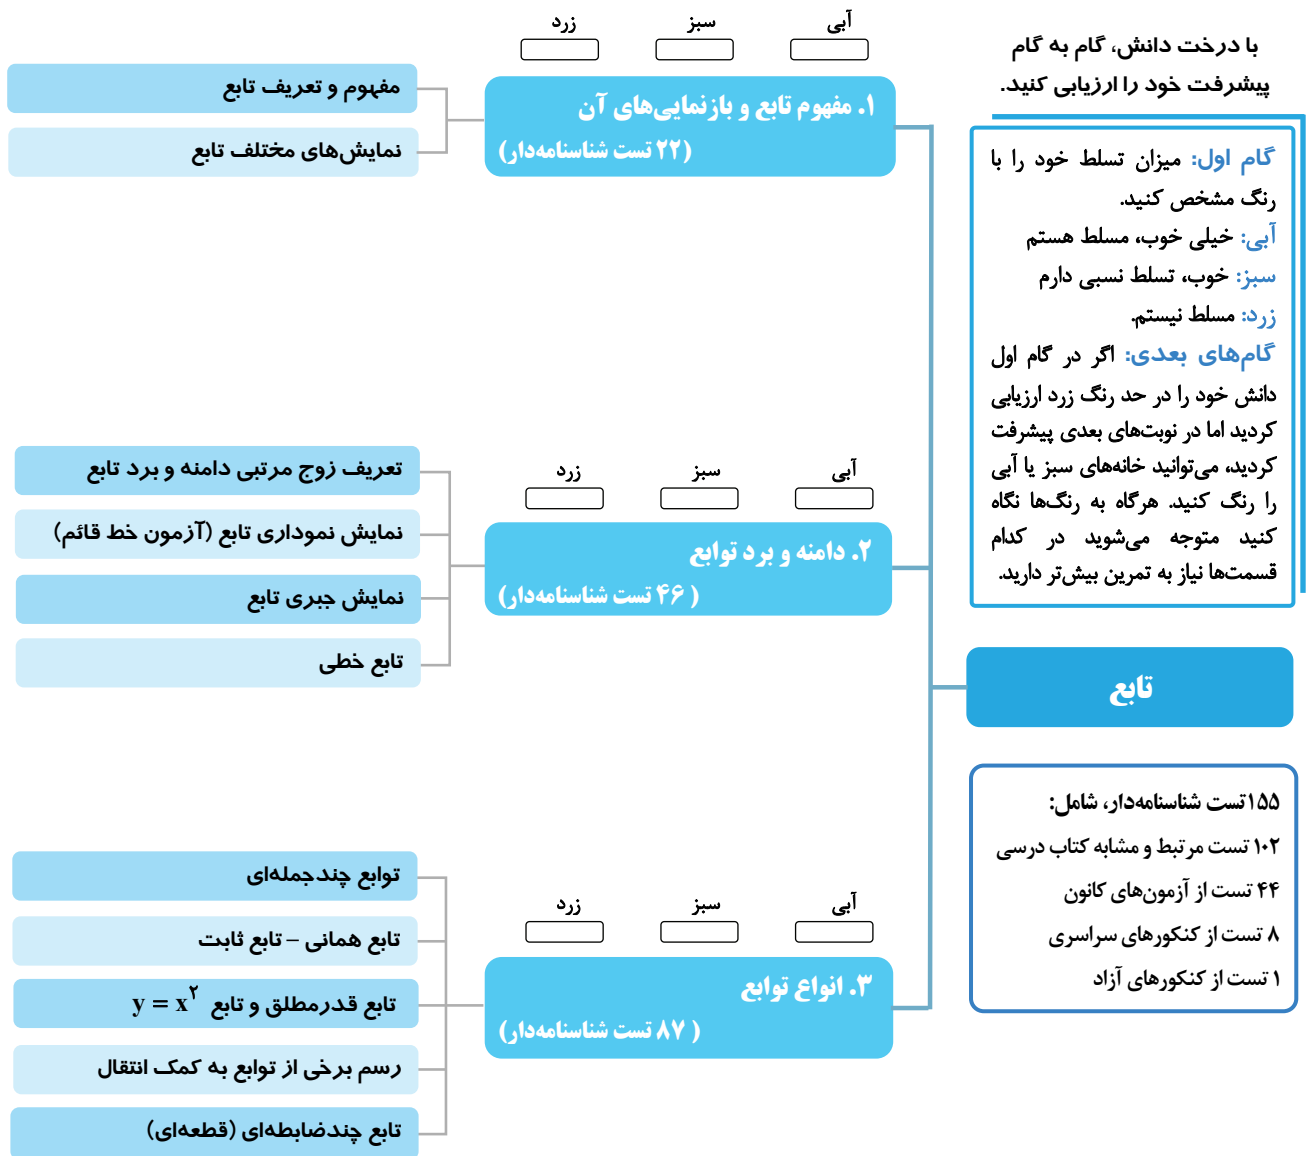 با درخت دانش، گام به گام
پیشرفت خود را ارزیابی کنید.
گام اول: میزان تسلط خود را با
رنگ مشخص کنید.
آبی: خیلی خوب، مسلط هستم
سبز: خوب، تسلط نسبی دارم
زرد: مسلط نیستم.
گام‌های بعدی: اگر در گام اول
دانش خود را در حد رنگ زرد ارزیابی
کردید اما در نوبت‌های بعدی پیشرفت
کردید، می‌توانید خانه‌های سبز یا آبی
را رنگ کنید. هرگاه به رنگ‌ها نگاه
کنید متوجه می‌شوید در کدام
قسمت‌ها نیاز به تمرین بیش‌تر دارید.
تابع
۱۵۵تست شناسنامه‌دار، شامل:
۱۰۲ تست مرتبط و مشابه کتاب درسی
۴۴ تست از آزمون‌های کانون
۸ تست از کنکورهای سراسری
۱ تست از کنکورهای آزاد
آبی سبز زرد
۱. مفهوم تابع و بازنمایی‌های آن
(۲۲ تست شناسنامه‌دار)
مفهوم و تعریف تابع
نمایش‌های مختلف تابع
آبی سبز زرد
۲. دامنه و برد توابع
( ۴۶ تست شناسنامه‌دار)
تعریف زوج مرتبی دامنه و برد تابع
نمایش نموداری تابع (آزمون خط قائم)
نمایش جبری تابع
تابع خطی
آبی سبز زرد
۳. انواع توابع
( ۸۷ تست شناسنامه‌دار)
توابع چندجمله‌ای
تابع همانی – تابع ثابت
تابع قدرمطلق و تابع y = x^۲
رسم برخی از توابع به کمک انتقال
تابع چندضابطه‌ای (قطعه‌ای)